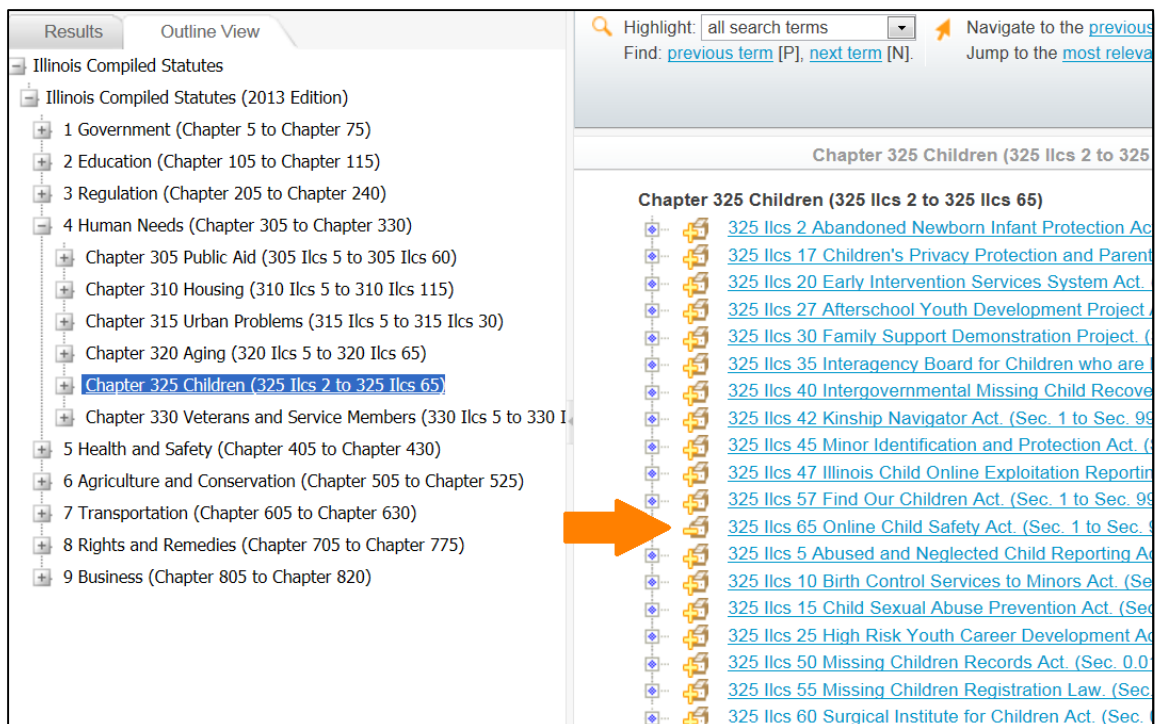 Results
Outline View
Illinois Compiled Statutes
Illinois Compiled Statutes (2013 Edition)
1 Government (Chapter 5 to Chapter 75)
2 Education (Chapter 105 to Chapter 115)
3 Regulation (Chapter 205 to Chapter 240)
4 Human Needs (Chapter 305 to Chapter 330)
Chapter 305 Public Aid (305 Ilcs 5 to 305 Ilcs 60)
Chapter 310 Housing (310 Ilcs 5 to 310 Ilcs 115)
Chapter 315 Urban Problems (315 Ilcs 5 to 315 Ilcs 30)
Chapter 320 Aging (320 Ilcs 5 to 320 Ilcs 65)
Chapter 325 Children (325 Ilcs 2 to 325 Ilcs 65)
Chapter 330 Veterans and Service Members (330 Ilcs 5 to 330 I
5 Health and Safety (Chapter 405 to Chapter 430)
6 Agriculture and Conservation (Chapter 505 to Chapter 525)
7 Transportation (Chapter 605 to Chapter 630)
8 Rights and Remedies (Chapter 705 to Chapter 775)
9 Business (Chapter 805 to Chapter 820)
Highlight: all search terms
Find: previous term [P], next term [N].
Navigate to the previous
Jump to the most releva
Chapter 325 Children (325 Ilcs 2 to 325
Chapter 325 Children (325 Ilcs 2 to 325 Ilcs 65)
325 Ilcs 2 Abandoned Newborn Infant Protection Ac
325 Ilcs 17 Children's Privacy Protection and Parent
325 Ilcs 20 Early Intervention Services System Act.
325 Ilcs 27 Afterschool Youth Development Project
325 Ilcs 30 Family Support Demonstration Project. (
325 Ilcs 35 Interagency Board for Children who are
325 Ilcs 40 Intergovernmental Missing Child Recove
325 Ilcs 42 Kinship Navigator Act. (Sec. 1 to Sec. 99
325 Ilcs 45 Minor Identification and Protection Act. (
325 Ilcs 47 Illinois Child Online Exploitation Reportin
325 Ilcs 57 Find Our Children Act. (Sec. 1 to Sec. 99
325 Ilcs 65 Online Child Safety Act. (Sec. 1 to Sec.
325 Ilcs 5 Abused and Neglected Child Reporting Ac
325 Ilcs 10 Birth Control Services to Minors Act. (Se
325 Ilcs 15 Child Sexual Abuse Prevention Act. (Sec
325 Ilcs 25 High Risk Youth Career Development Ac
325 Ilcs 50 Missing Children Records Act. (Sec. 0.01
325 Ilcs 55 Missing Children Registration Law. (Sec.
325 Ilcs 60 Surgical Institute for Children Act. (Sec.